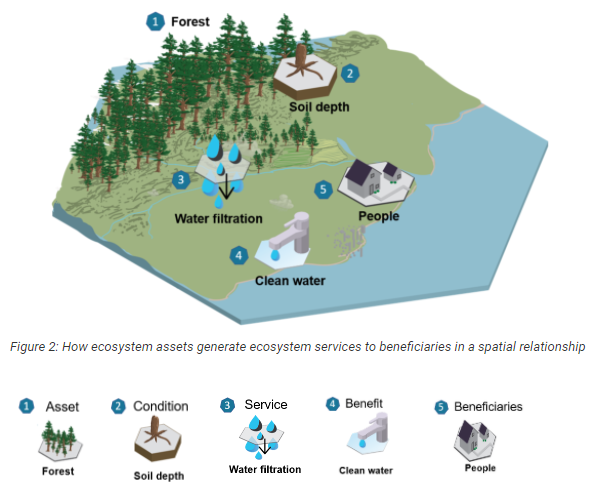 1 Forest
2
Soil depth
3
Water filtration
5
People
4
Clean water
Figure 2: How ecosystem assets generate ecosystem services to beneficiaries in a spatial relationship
1 Asset
Forest
2 Condition
Soil depth
3 Service
Water filtration
4 Benefit
Clean water
5 Beneficiaries
People